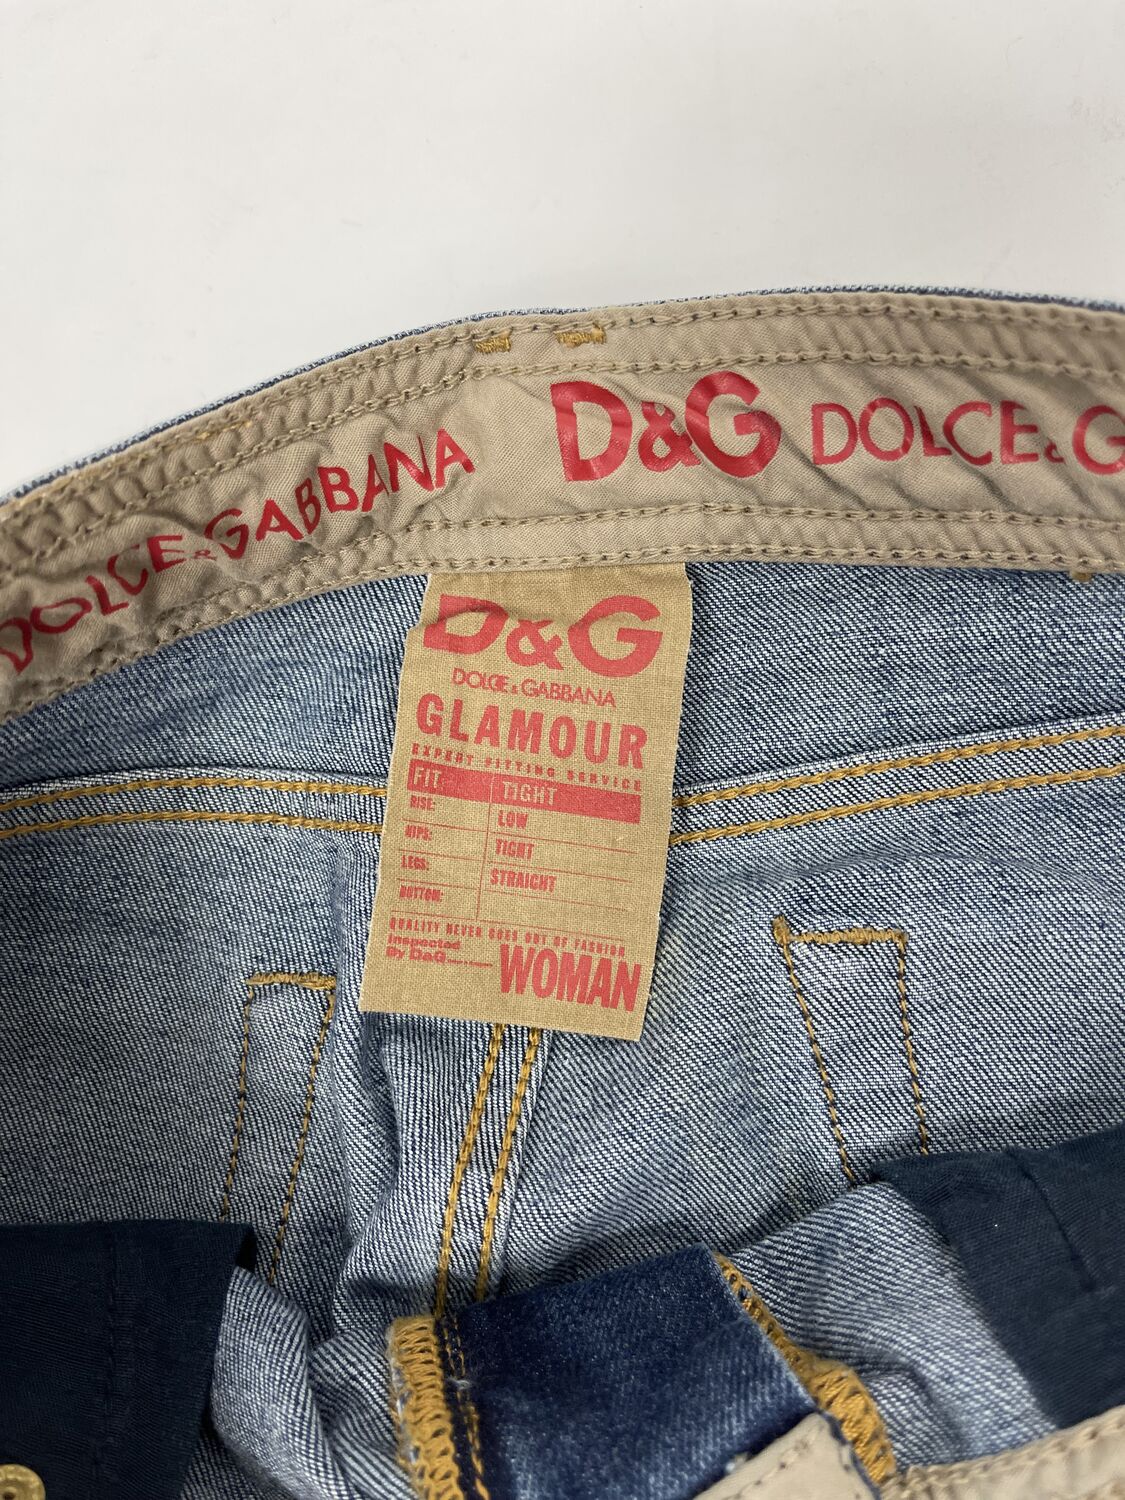 DOLCE & GABBANA D&G DOLCE & G
D&G
DOLCE & GABBANA
GLAMOUR
EXPERT FITTING SERVICE
FIT: TIGHT
RISE: LOW
HIPS: TIGHT
LEGS: STRAIGHT
BOTTOM:
QUALITY NEVER GOES OUT OF FASHION
Inspected
By D&G
WOMAN